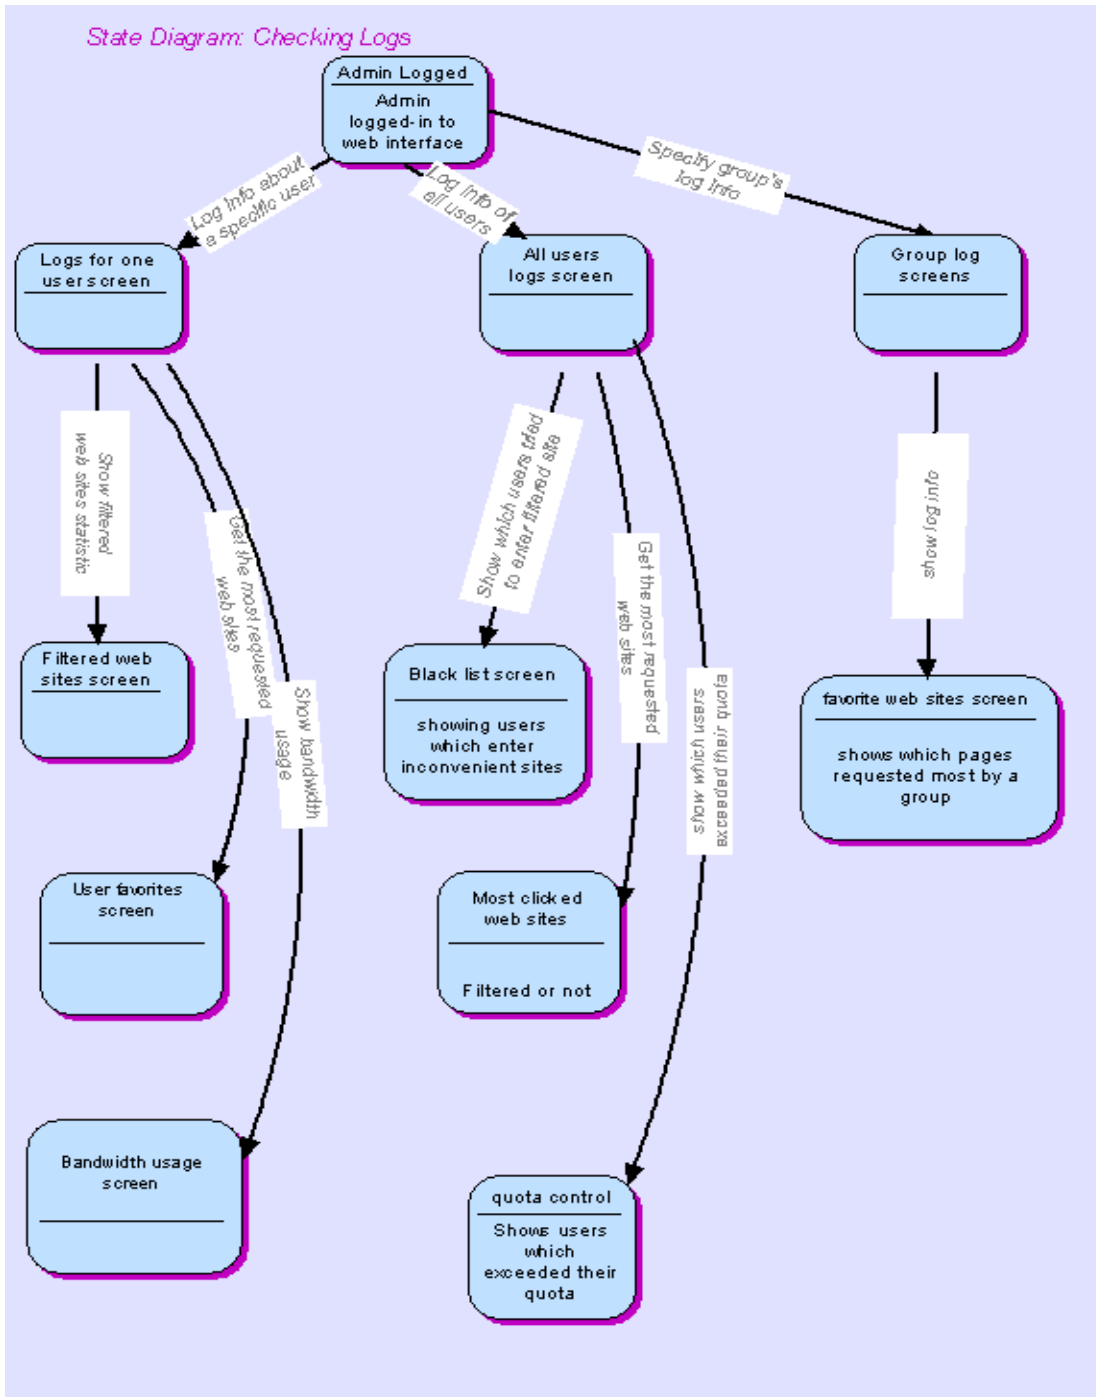 State Diagram: Checking Logs
Admin Logged
Admin
logged-in to
web interface
Log Info about
a specific user
Log Info of
all users
Specify group's
log Info
Logs for one
user screen
All users
logs screen
Group log
screens
Show filtered
web sites statistic
Get the most requested
web sites
Show bandwidth
usage
Show which users tried
to enter filtered site
Get the most requested
web sites
show which users
exceeded their quota
show log info
Filtered web
sites screen
Black list screen
showing users
which enter
inconvenient sites
favorite web sites screen
shows which pages
requested most by a
group
User favorites
screen
Most clicked
web sites
Filtered or not
Bandwidth usage
screen
quota control
Shows users
which
exceeded their
quota